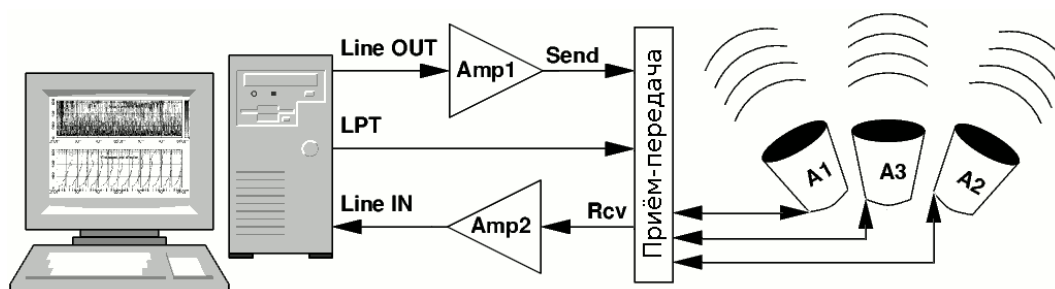 Line OUT
Amp1
Send
LPT
Line IN
Amp2
Rcv
Приём-передача
A1
A3
A2